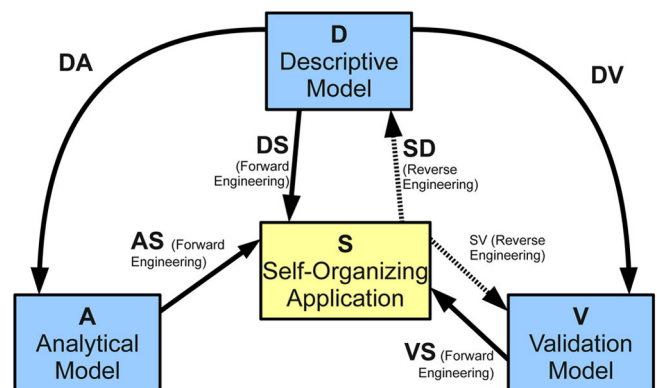 D
Descriptive
Model
DA
DV
DS
(Forward
Engineering)
SD
(Reverse
Engineering)
AS (Forward
Engineering)
S
Self-Organizing
Application
SV (Reverse
Engineering)
A
Analytical
Model
VS (Forward
Engineering)
V
Validation
Model